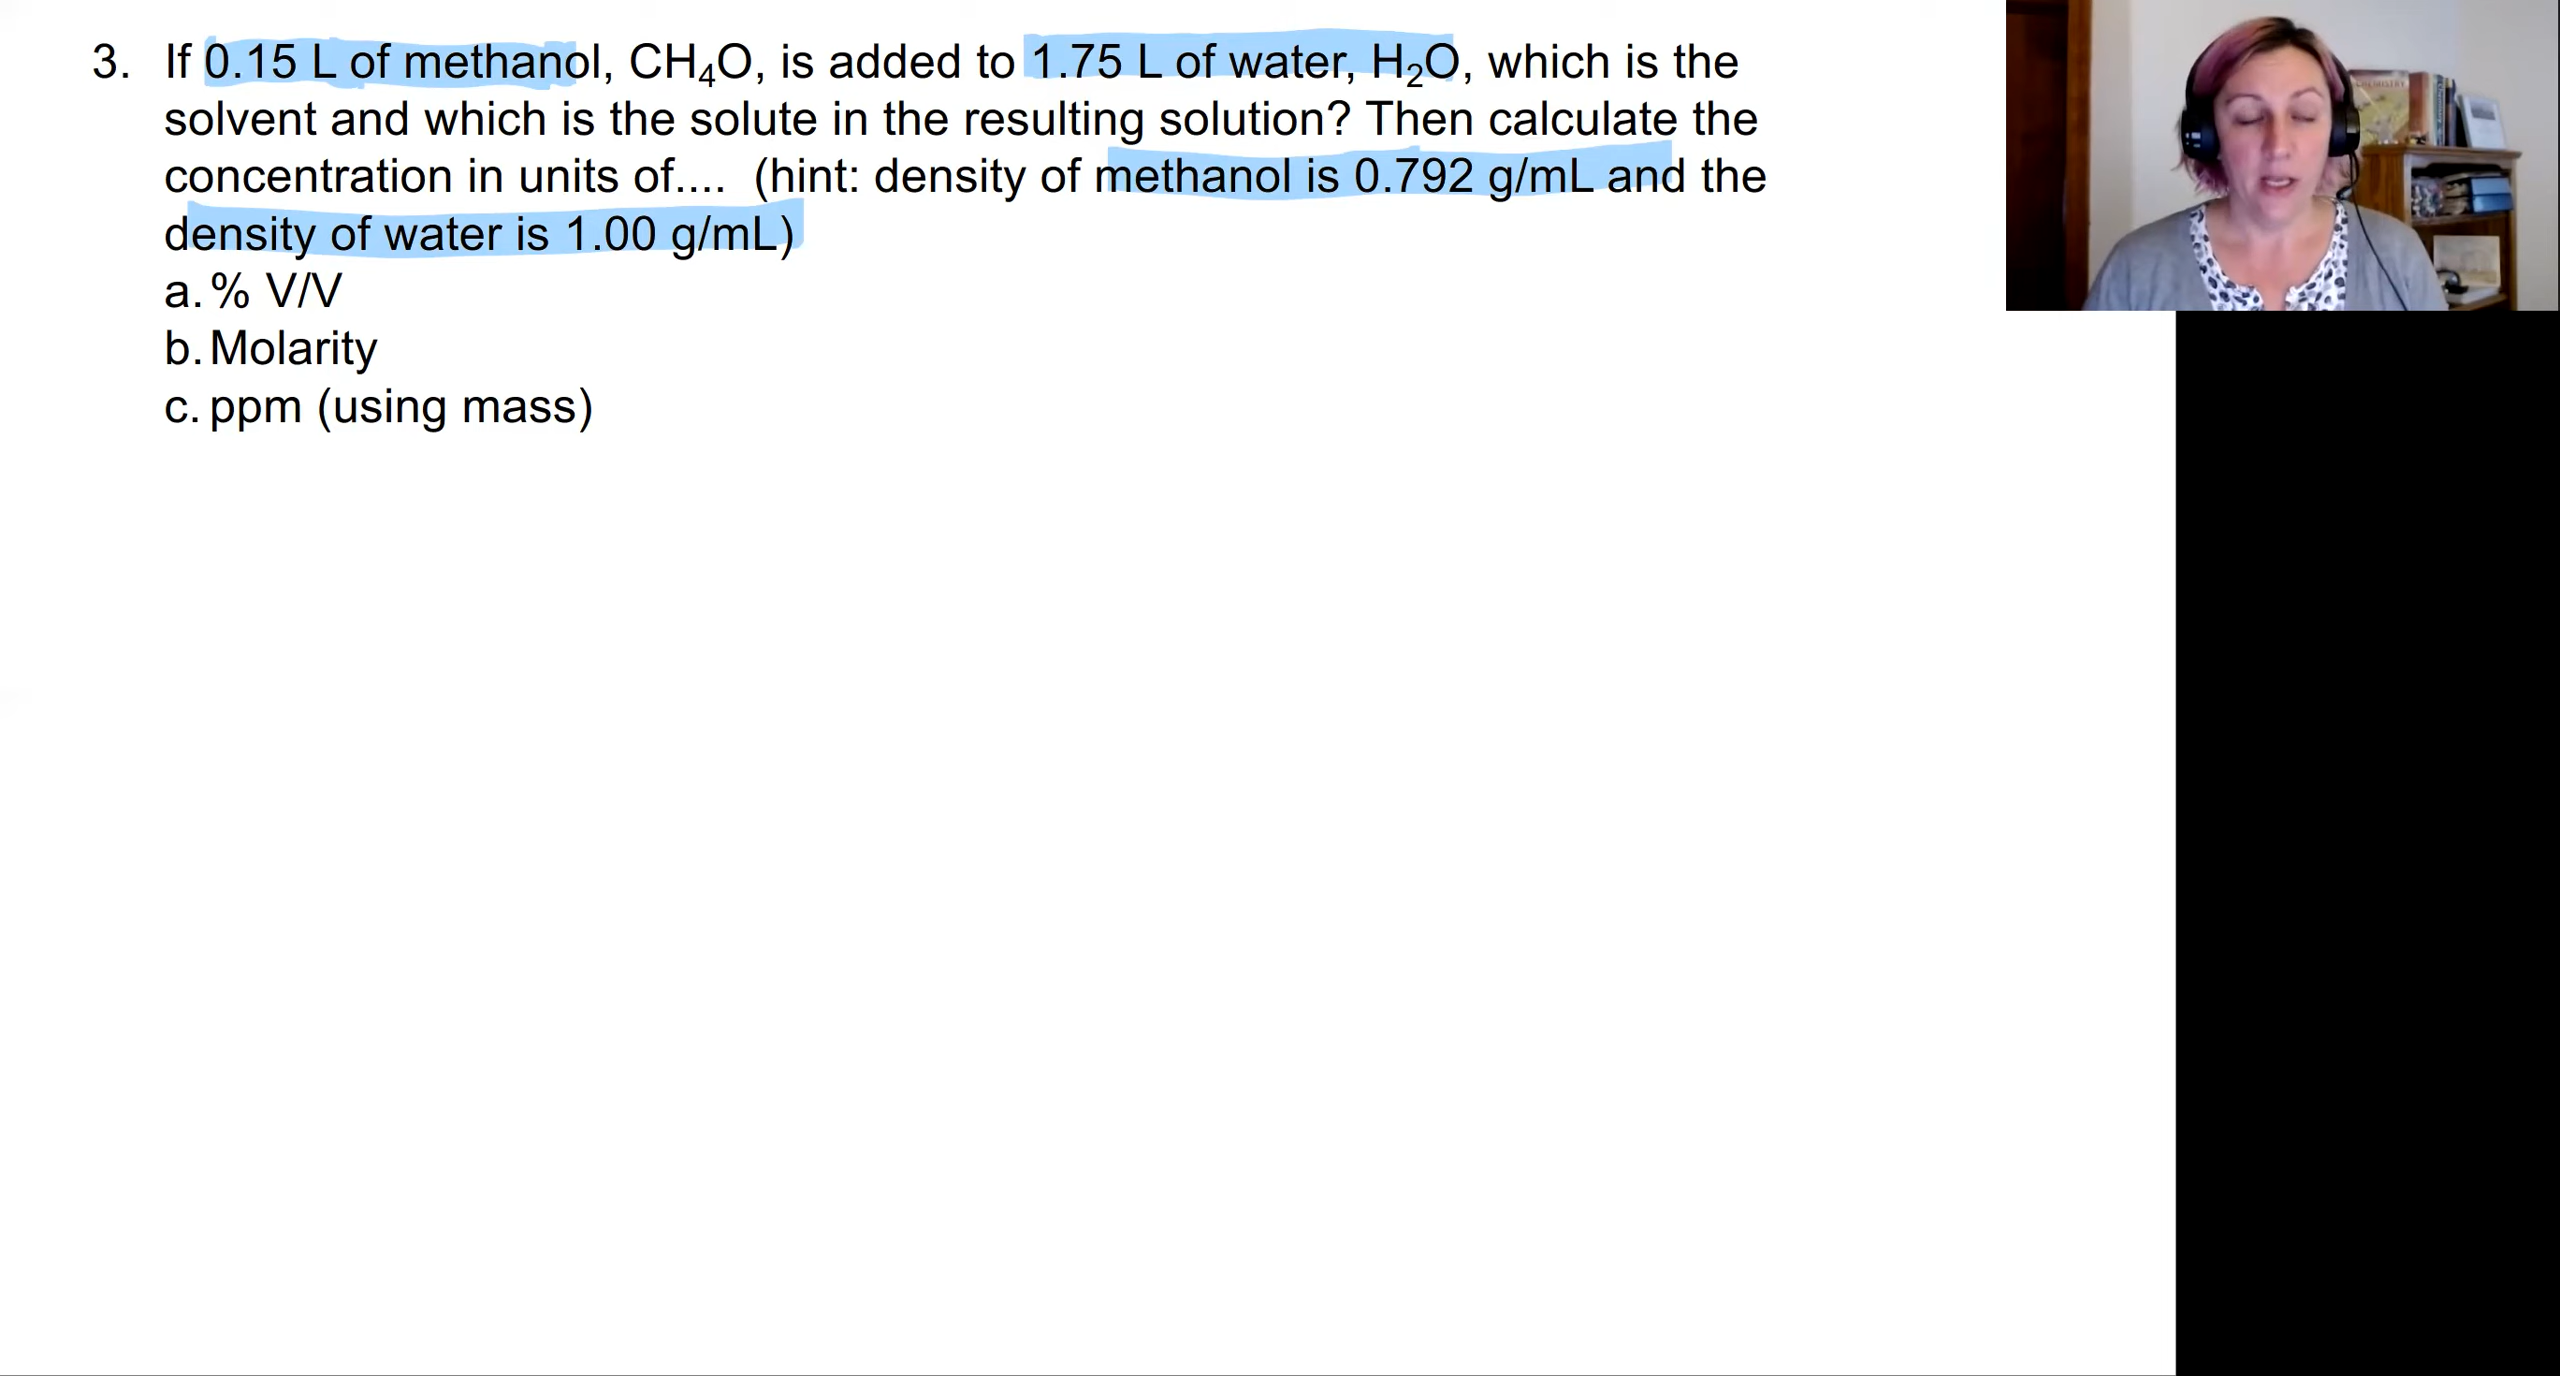 3. If 0.15 L of methanol, CH₄O, is added to 1.75 L of water, H₂O, which is the
solvent and which is the solute in the resulting solution? Then calculate the
concentration in units of.... (hint: density of methanol is 0.792 g/mL and the
density of water is 1.00 g/mL)
a. % V/V
b. Molarity
c. ppm (using mass)
CHEMISTRY